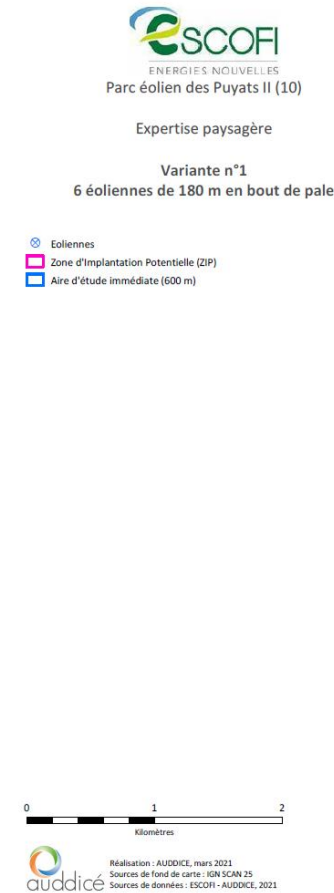 ESCOFI
ENERGIES NOUVELLES
Parc éolien des Puyats II (10)
Expertise paysagère
Variante n°1
6 éoliennes de 180 m en bout de pale
Eoliennes
Zone d'Implantation Potentielle (ZIP)
Aire d'étude immédiate (600 m)
0 1 2
Kilomètres
auddicé
Réalisation : AUDDICE, mars 2021
Sources de fond de carte : IGN SCAN 25
Sources de données : ESCOFI - AUDDICE, 2021